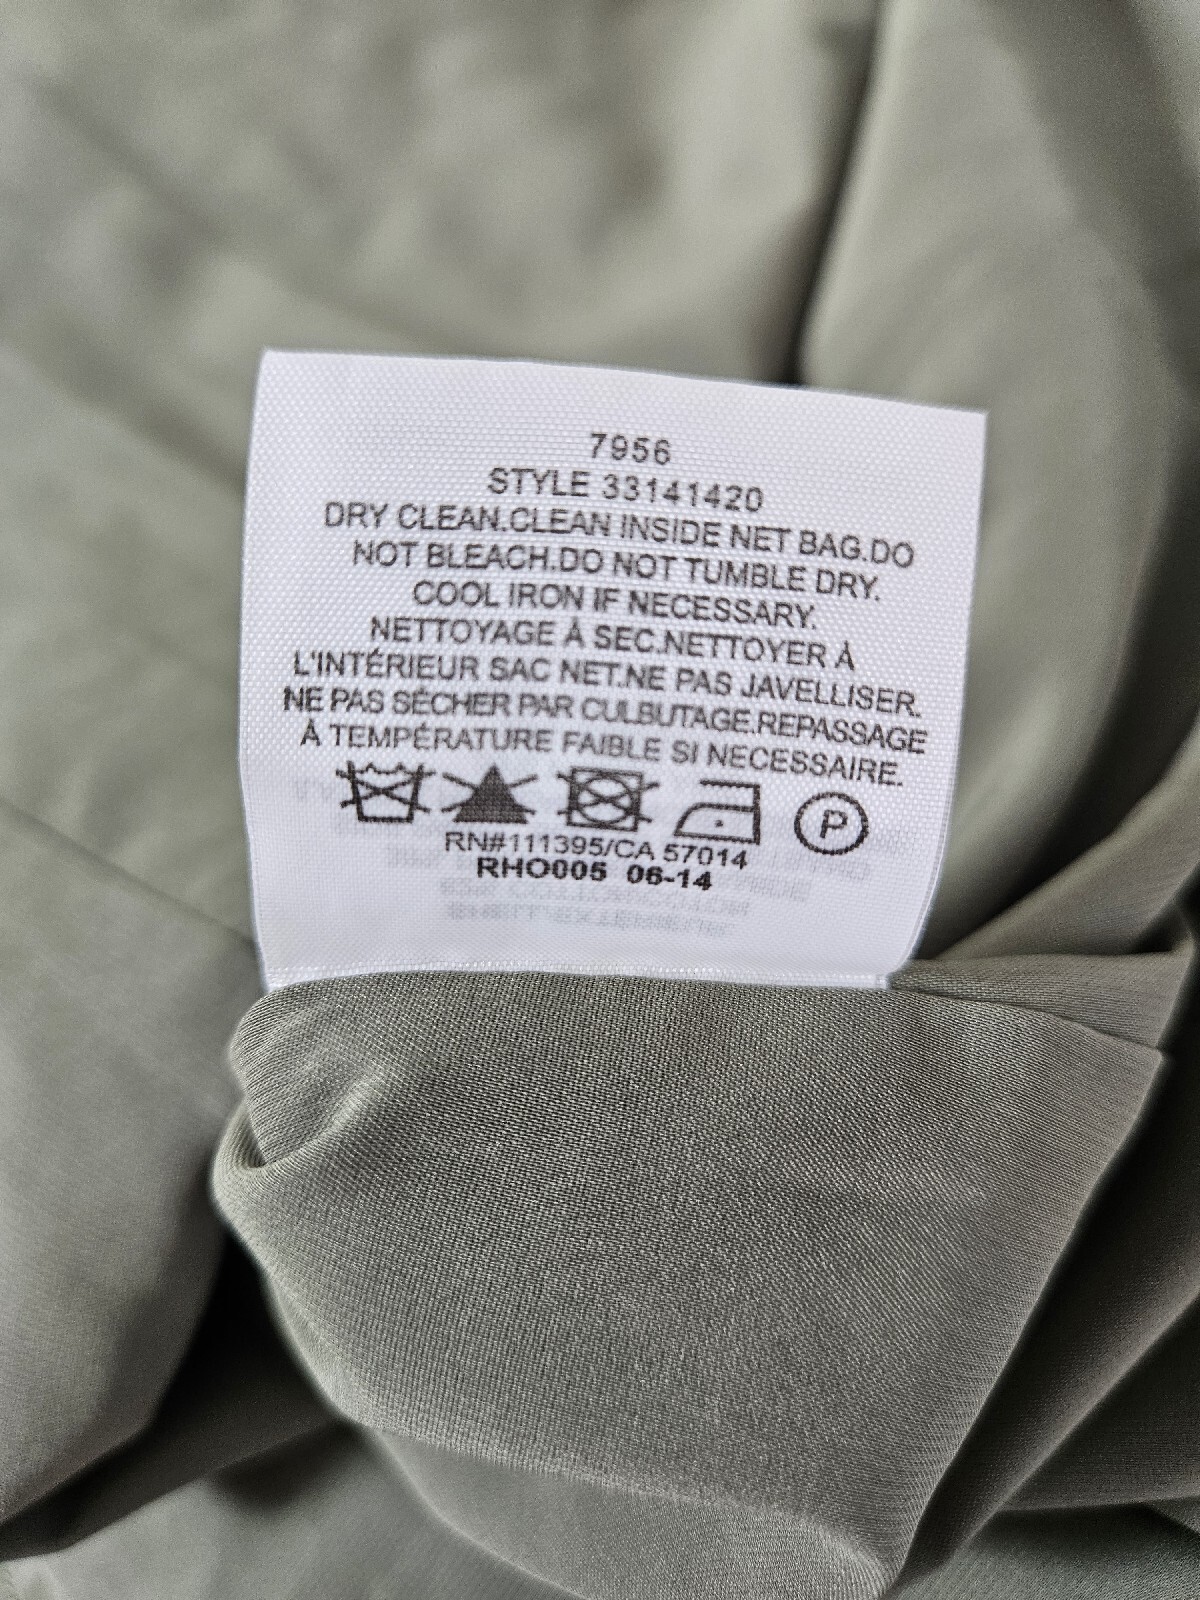 7956
STYLE 33141420
DRY CLEAN.CLEAN INSIDE NET BAG.DO
NOT BLEACH.DO NOT TUMBLE DRY.
COOL IRON IF NECESSARY.
NETTOYAGE À SEC.NETTOYER À
L'INTÉRIEUR SAC NET.NE PAS JAVELLISER.
NE PAS SÉCHER PAR CULBUTAGE.REPASSAGE
À TEMPÉRATURE FAIBLE SI NECESSAIRE.
P
RN#111395/CA 57014
RHO005 06-14